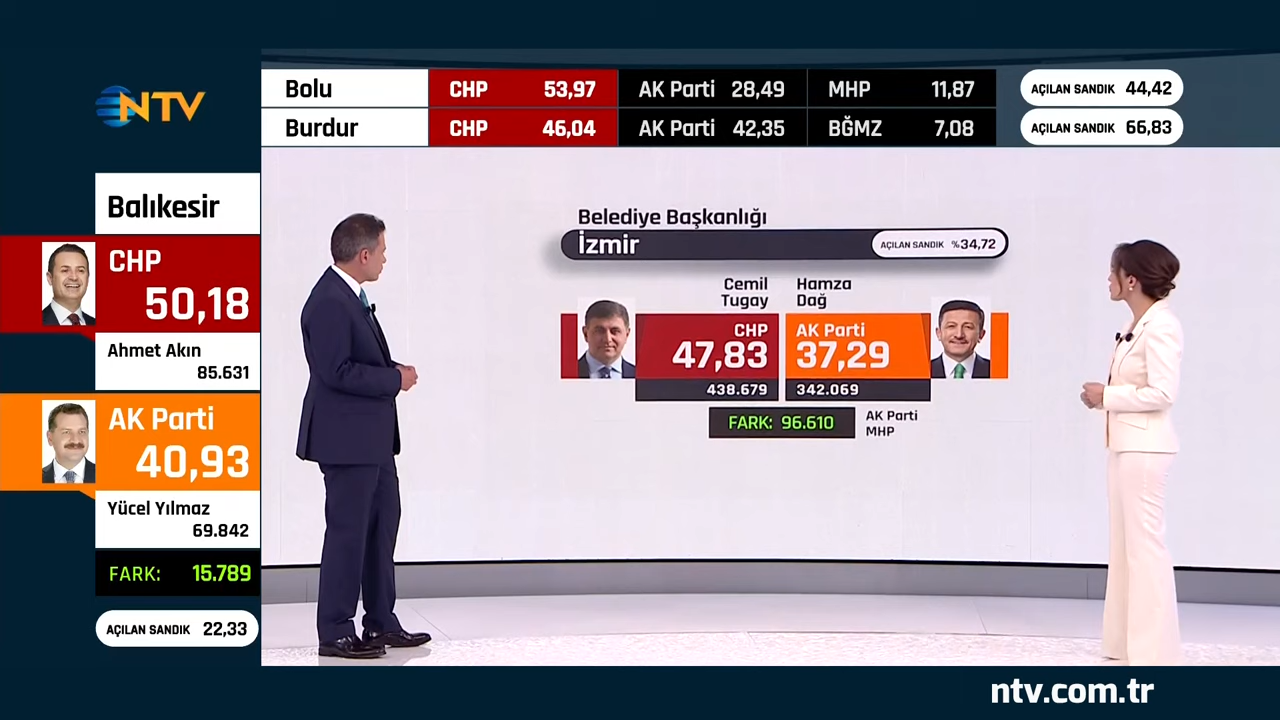 NTV
Bolu CHP 53,97 AK Parti 28,49 MHP 11,87 AÇILAN SANDIK 44,42
Burdur CHP 46,04 AK Parti 42,35 BĞMZ 7,08 AÇILAN SANDIK 66,83
Balıkesir
CHP
50,18
Ahmet Akın
85.631
AK Parti
40,93
Yücel Yılmaz
69.842
FARK: 15.789
AÇILAN SANDIK 22,33
Belediye Başkanlığı
İzmir AÇILAN SANDIK %34,72
Cemil
Tugay
CHP
47,83
438.679
Hamza
Dağ
AK Parti
37,29
342.069
FARK: 96.610
AK Parti
MHP
ntv.com.tr